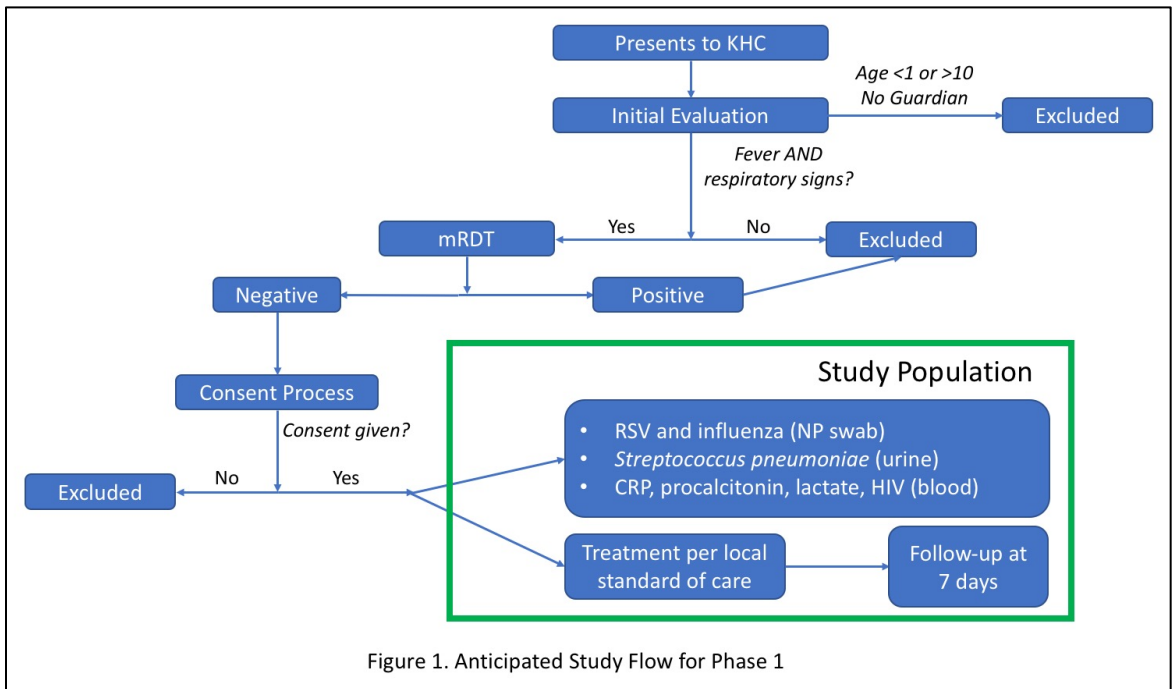 Presents to KHC
Age <1 or >10
No Guardian
Initial Evaluation
Excluded
Fever AND
respiratory signs?
Yes
No
mRDT
Excluded
Negative
Positive
Study Population
Consent Process
• RSV and influenza (NP swab)
• Streptococcus pneumoniae (urine)
• CRP, procalcitonin, lactate, HIV (blood)
Consent given?
No
Yes
Excluded
Treatment per local
standard of care
Follow-up at
7 days
Figure 1. Anticipated Study Flow for Phase 1